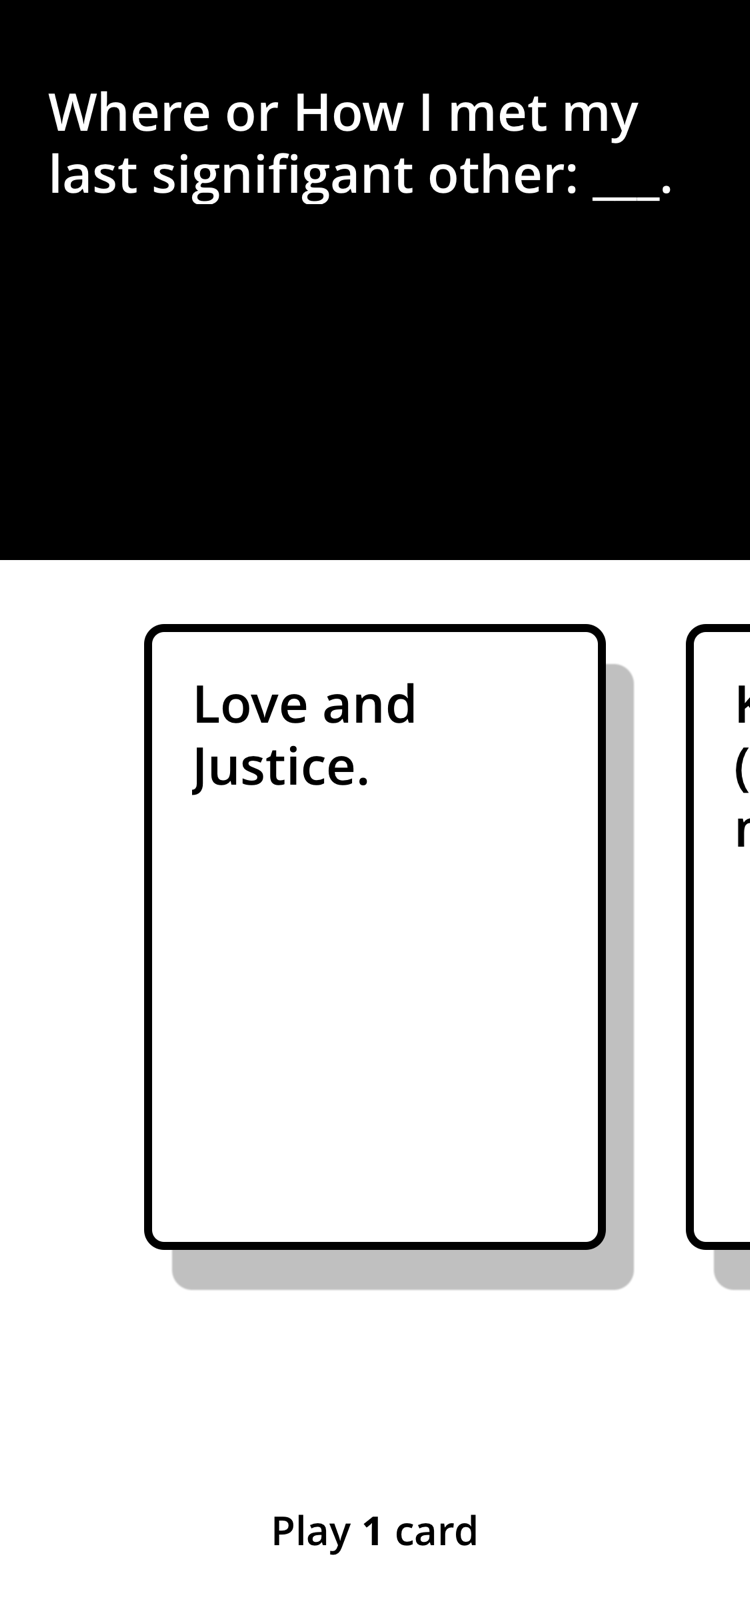 Where or How I met my
last signifigant other: ___.
Love and
Justice.
Play 1 card